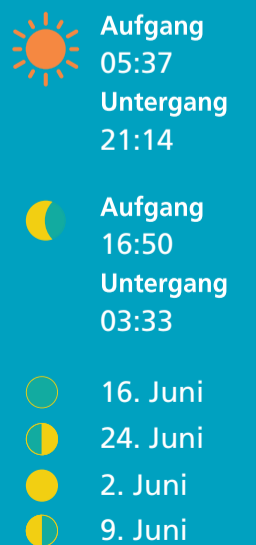 Aufgang
05:37
Untergang
21:14
Aufgang
16:50
Untergang
03:33
16. Juni
24. Juni
2. Juni
9. Juni